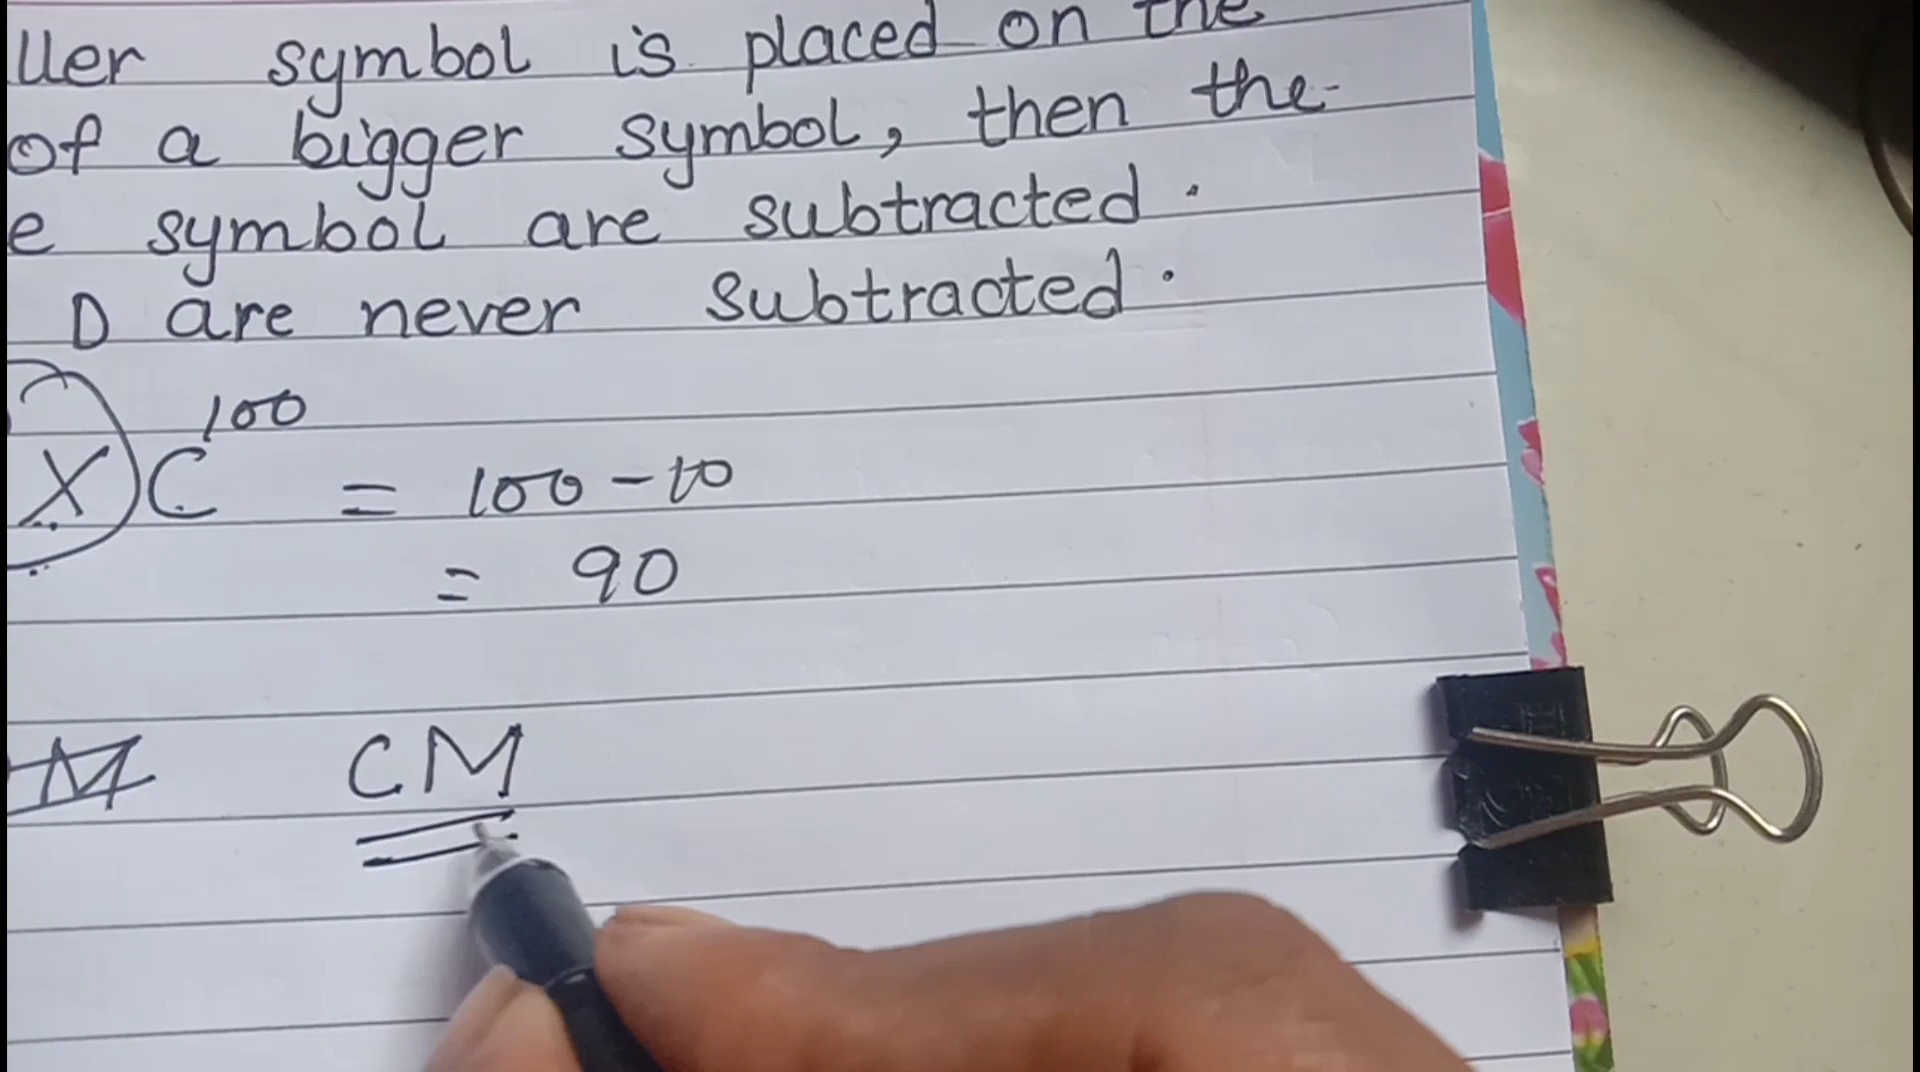 ller symbol is placed on the
of a bigger symbol, then the
e symbol are subtracted.
D are never subtracted.
100
XC = 100-10
= 90
M CM